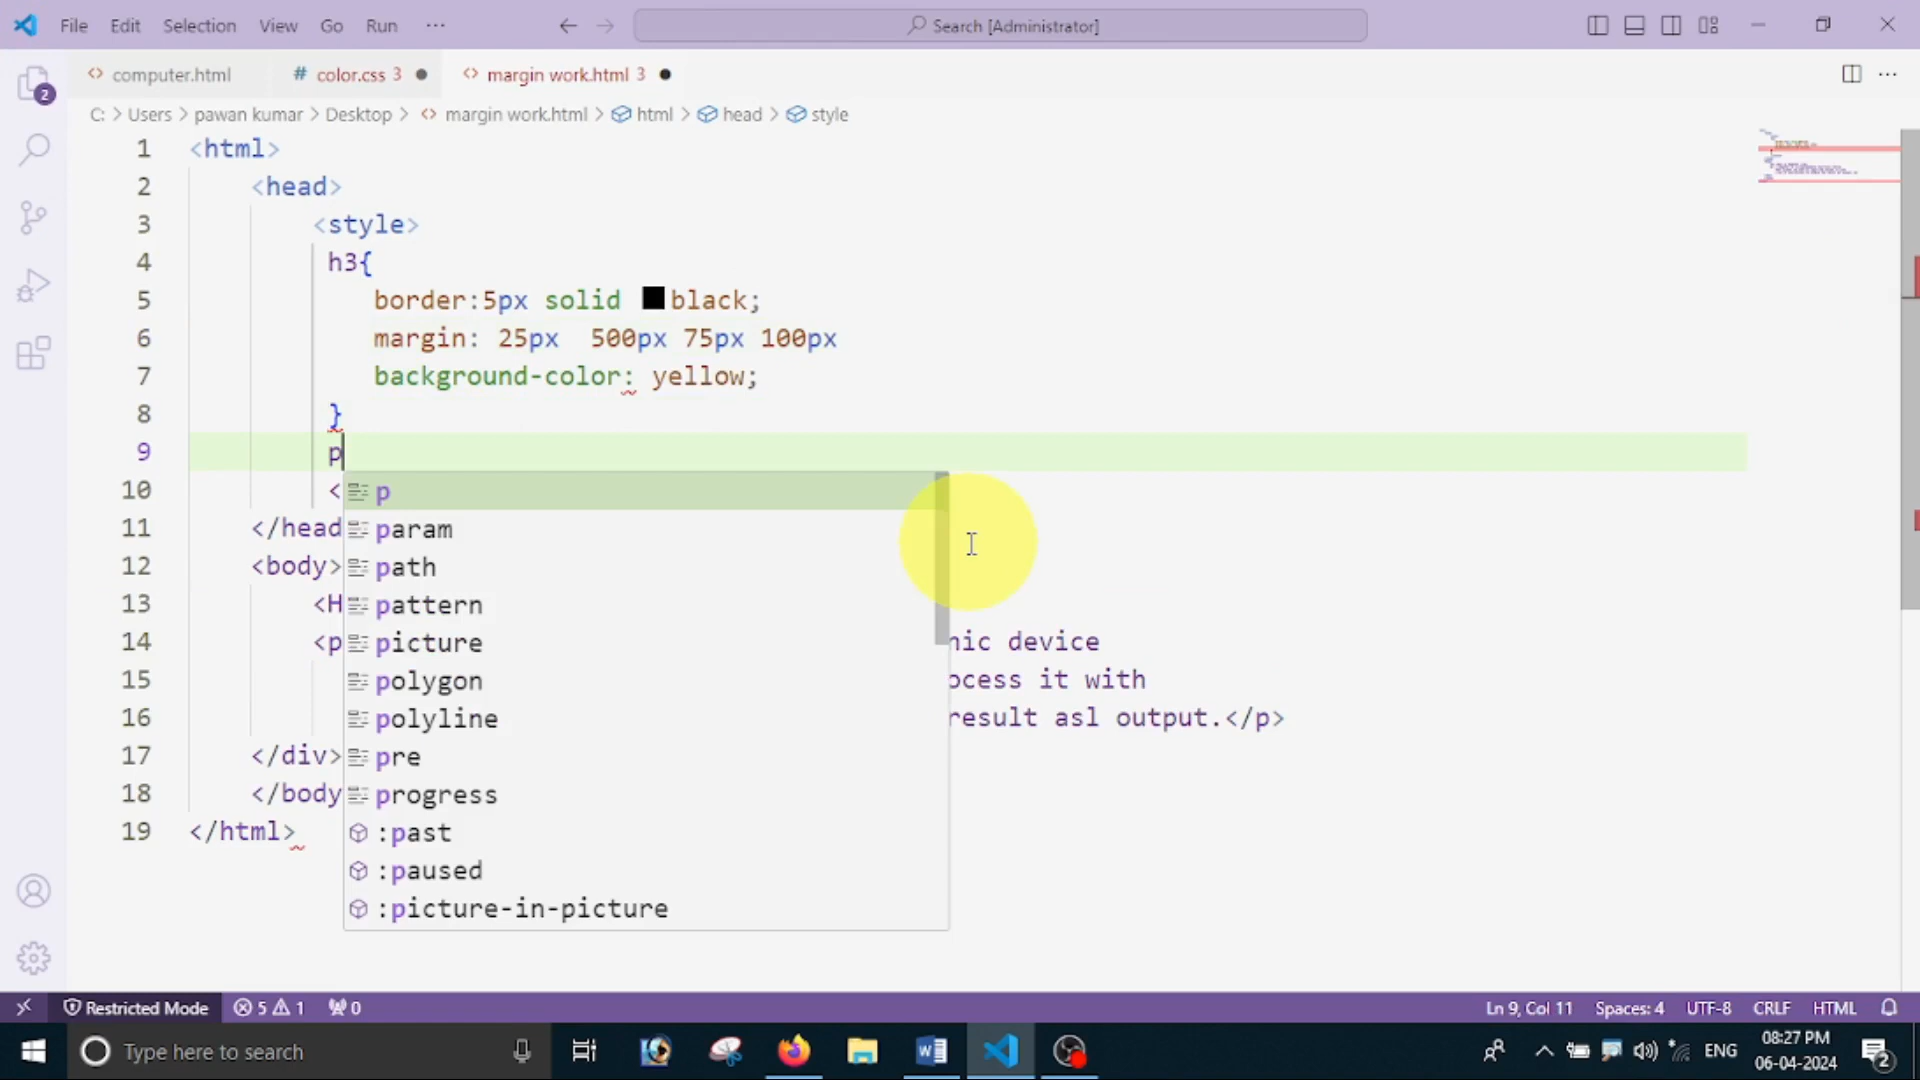 File Edit Selection View Go Run ··· Search [Administrator]
computer.html color.css 3 margin work.html 3
C: > Users > pawan kumar > Desktop > margin work.html > html > head > style
1 <html>
2 <head>
3 <style>
4 h3{
5 border:5px solid black;
6 margin: 25px 500px 75px 100px
7 background-color: yellow;
8 }
9 p
10 < p
11 </head param
12 <body> path
13 <H pattern
14 <p picture nic device
15 polygon ocess it with
16 polyline result asl output.</p>
17 </div> pre
18 </body progress
19 </html> :past
:paused
:picture-in-picture
2
Restricted Mode 5 1 0 Ln 9, Col 11 Spaces: 4 UTF-8 CRLF HTML
Type here to search ENG 08:27 PM
06-04-2024 2